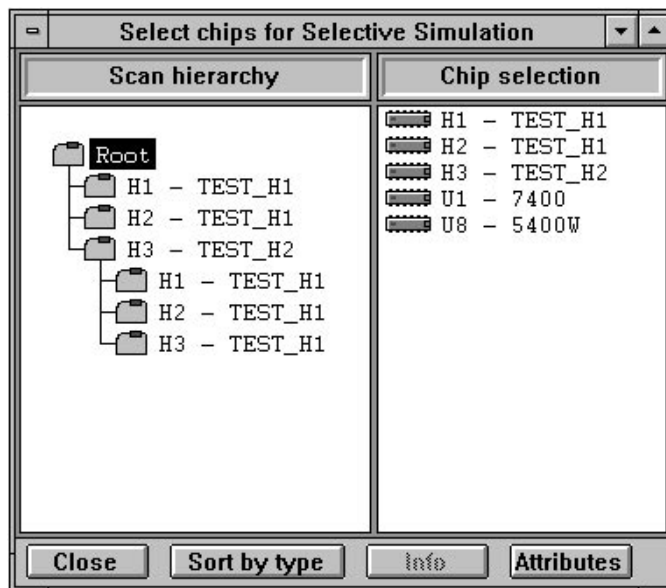 Select chips for Selective Simulation
Scan hierarchy
Chip selection
Root
H1 - TEST_H1
H2 - TEST_H1
H3 - TEST_H2
H1 - TEST_H1
H2 - TEST_H1
H3 - TEST_H1
H1 - TEST_H1
H2 - TEST_H1
H3 - TEST_H2
U1 - 7400
U8 - 5400W
Close
Sort by type
Info
Attributes